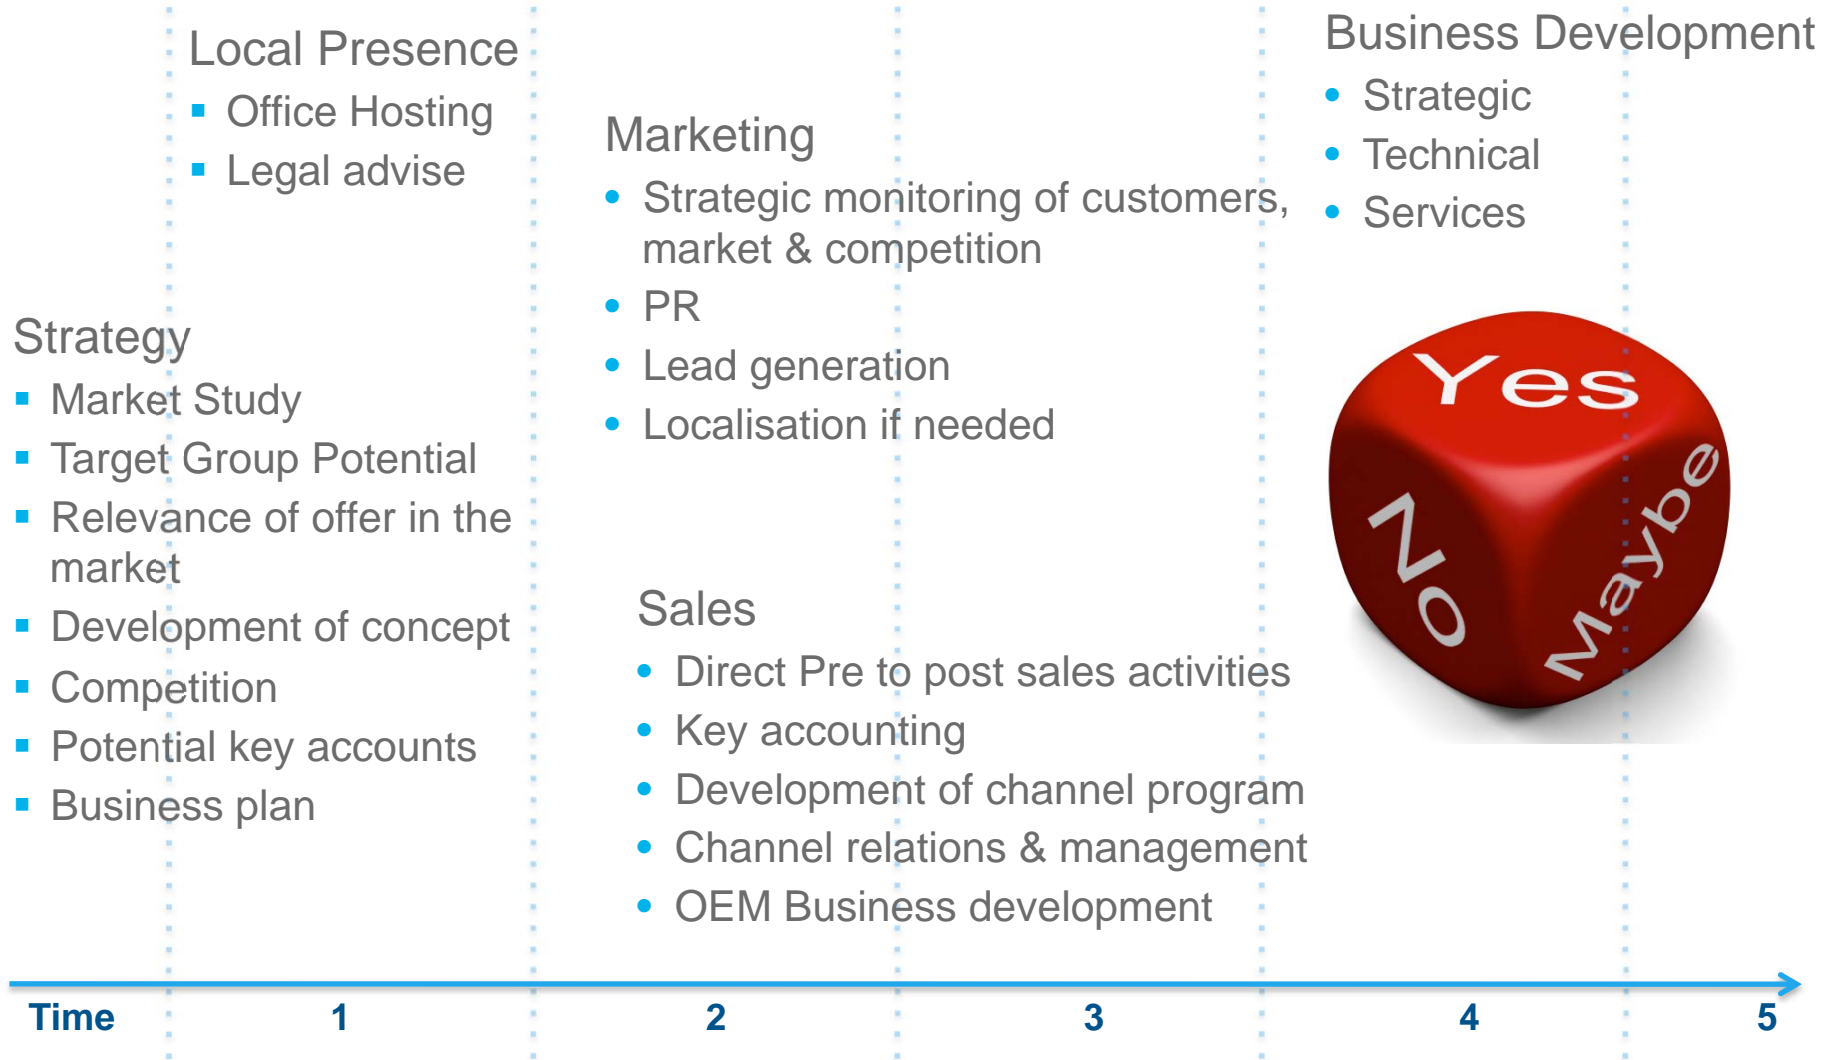 Local Presence
Office Hosting
Legal advise
Strategy
Market Study
Target Group Potential
Relevance of offer in the
market
Development of concept
Competition
Potential key accounts
Business plan
Marketing
Strategic monitoring of customers,
market & competition
PR
Lead generation
Localisation if needed
Sales
Direct Pre to post sales activities
Key accounting
Development of channel program
Channel relations & management
OEM Business development
Business Development
Strategic
Technical
Services
Yes
No
Maybe
Time 1 2 3 4 5